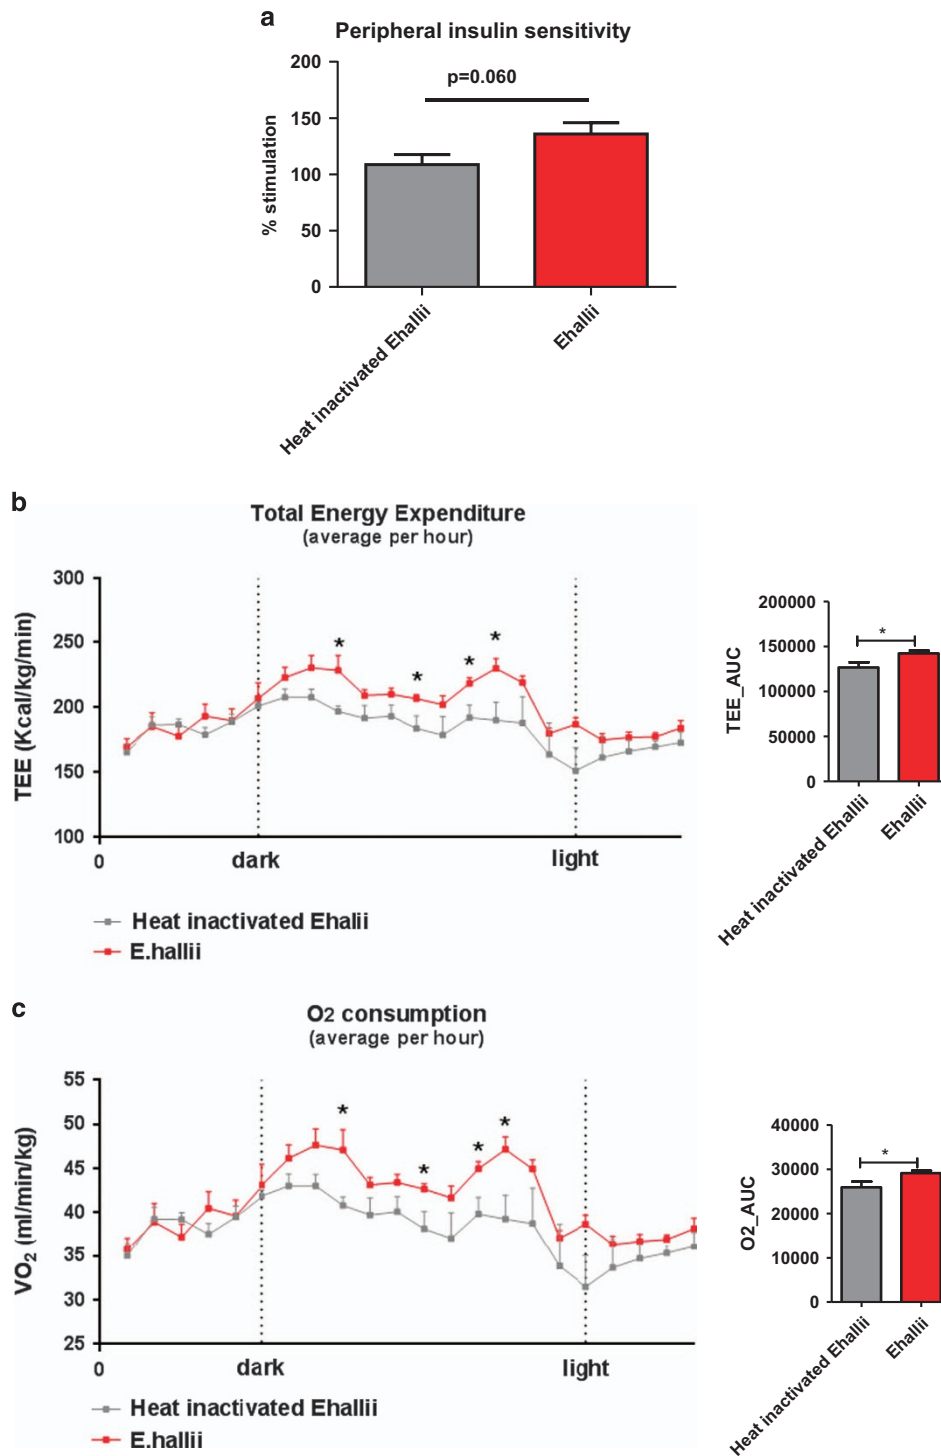 a
Peripheral insulin sensitivity
200
150
100
50
0
% stimulation
p=0.060
Heat inactivated Ehallii
Ehallii
b
Total Energy Expenditure
(average per hour)
300
250
200
150
100
TEE (Kcal/kg/min)
* * * *
0 dark light
Heat inactivated Ehalii
E.hallii
200000
150000
100000
50000
0
TEE_AUC
*
Heat inactivated Ehallii
Ehallii
c
O2 consumption
(average per hour)
55
50
45
40
35
30
25
VO2 (ml/min/kg)
* * * *
0 dark light
Heat inactivated Ehallii
E.hallii
40000
30000
20000
10000
0
O2_AUC
*
Heat inactivated Ehallii
Ehallii